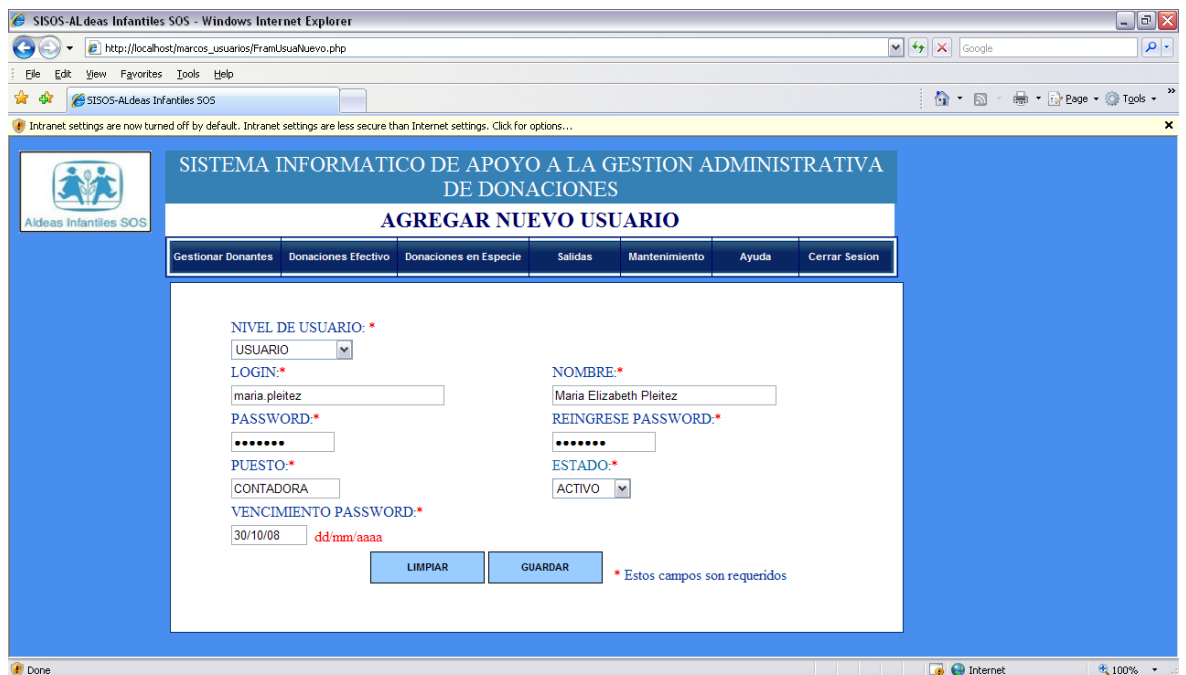 SISOS-ALdeas Infantiles SOS - Windows Internet Explorer
http://localhost/marcos_usuarios/FramUsuaNuevo.php
Google
File Edit View Favorites Tools Help
SISOS-ALdeas Infantiles SOS
Page Tools »
Intranet settings are now turned off by default. Intranet settings are less secure than Internet settings. Click for options...
SISTEMA INFORMATICO DE APOYO A LA GESTION ADMINISTRATIVA
DE DONACIONES
Aldeas Infantiles SOS
AGREGAR NUEVO USUARIO
Gestionar Donantes Donaciones Efectivo Donaciones en Especie Salidas Mantenimiento Ayuda Cerrar Sesion
NIVEL DE USUARIO: *
USUARIO
LOGIN:* NOMBRE:*
maria.pleitez Maria Elizabeth Pleitez
PASSWORD:* REINGRESE PASSWORD:*
••••••• •••••••
PUESTO:* ESTADO:*
CONTADORA ACTIVO
VENCIMIENTO PASSWORD:*
30/10/08 dd/mm/aaaa
LIMPIAR GUARDAR * Estos campos son requeridos
Done Internet 100%